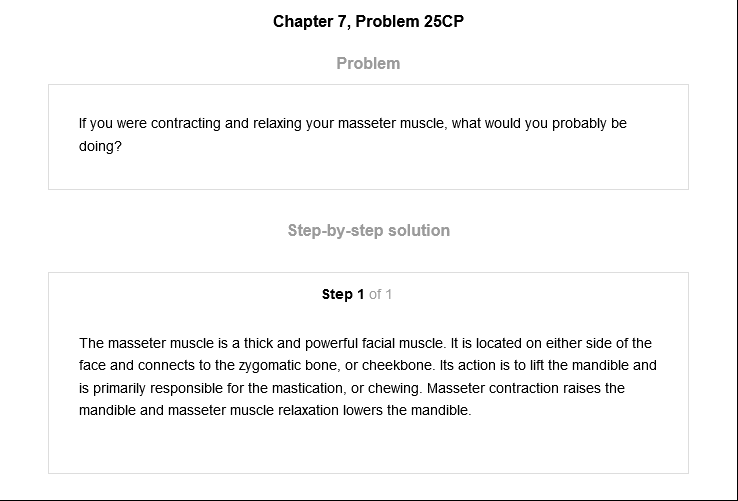 Chapter 7, Problem 25CP
Problem
If you were contracting and relaxing your masseter muscle, what would you probably be
doing?
Step-by-step solution
Step 1 of 1
The masseter muscle is a thick and powerful facial muscle. It is located on either side of the
face and connects to the zygomatic bone, or cheekbone. Its action is to lift the mandible and
is primarily responsible for the mastication, or chewing. Masseter contraction raises the
mandible and masseter muscle relaxation lowers the mandible.